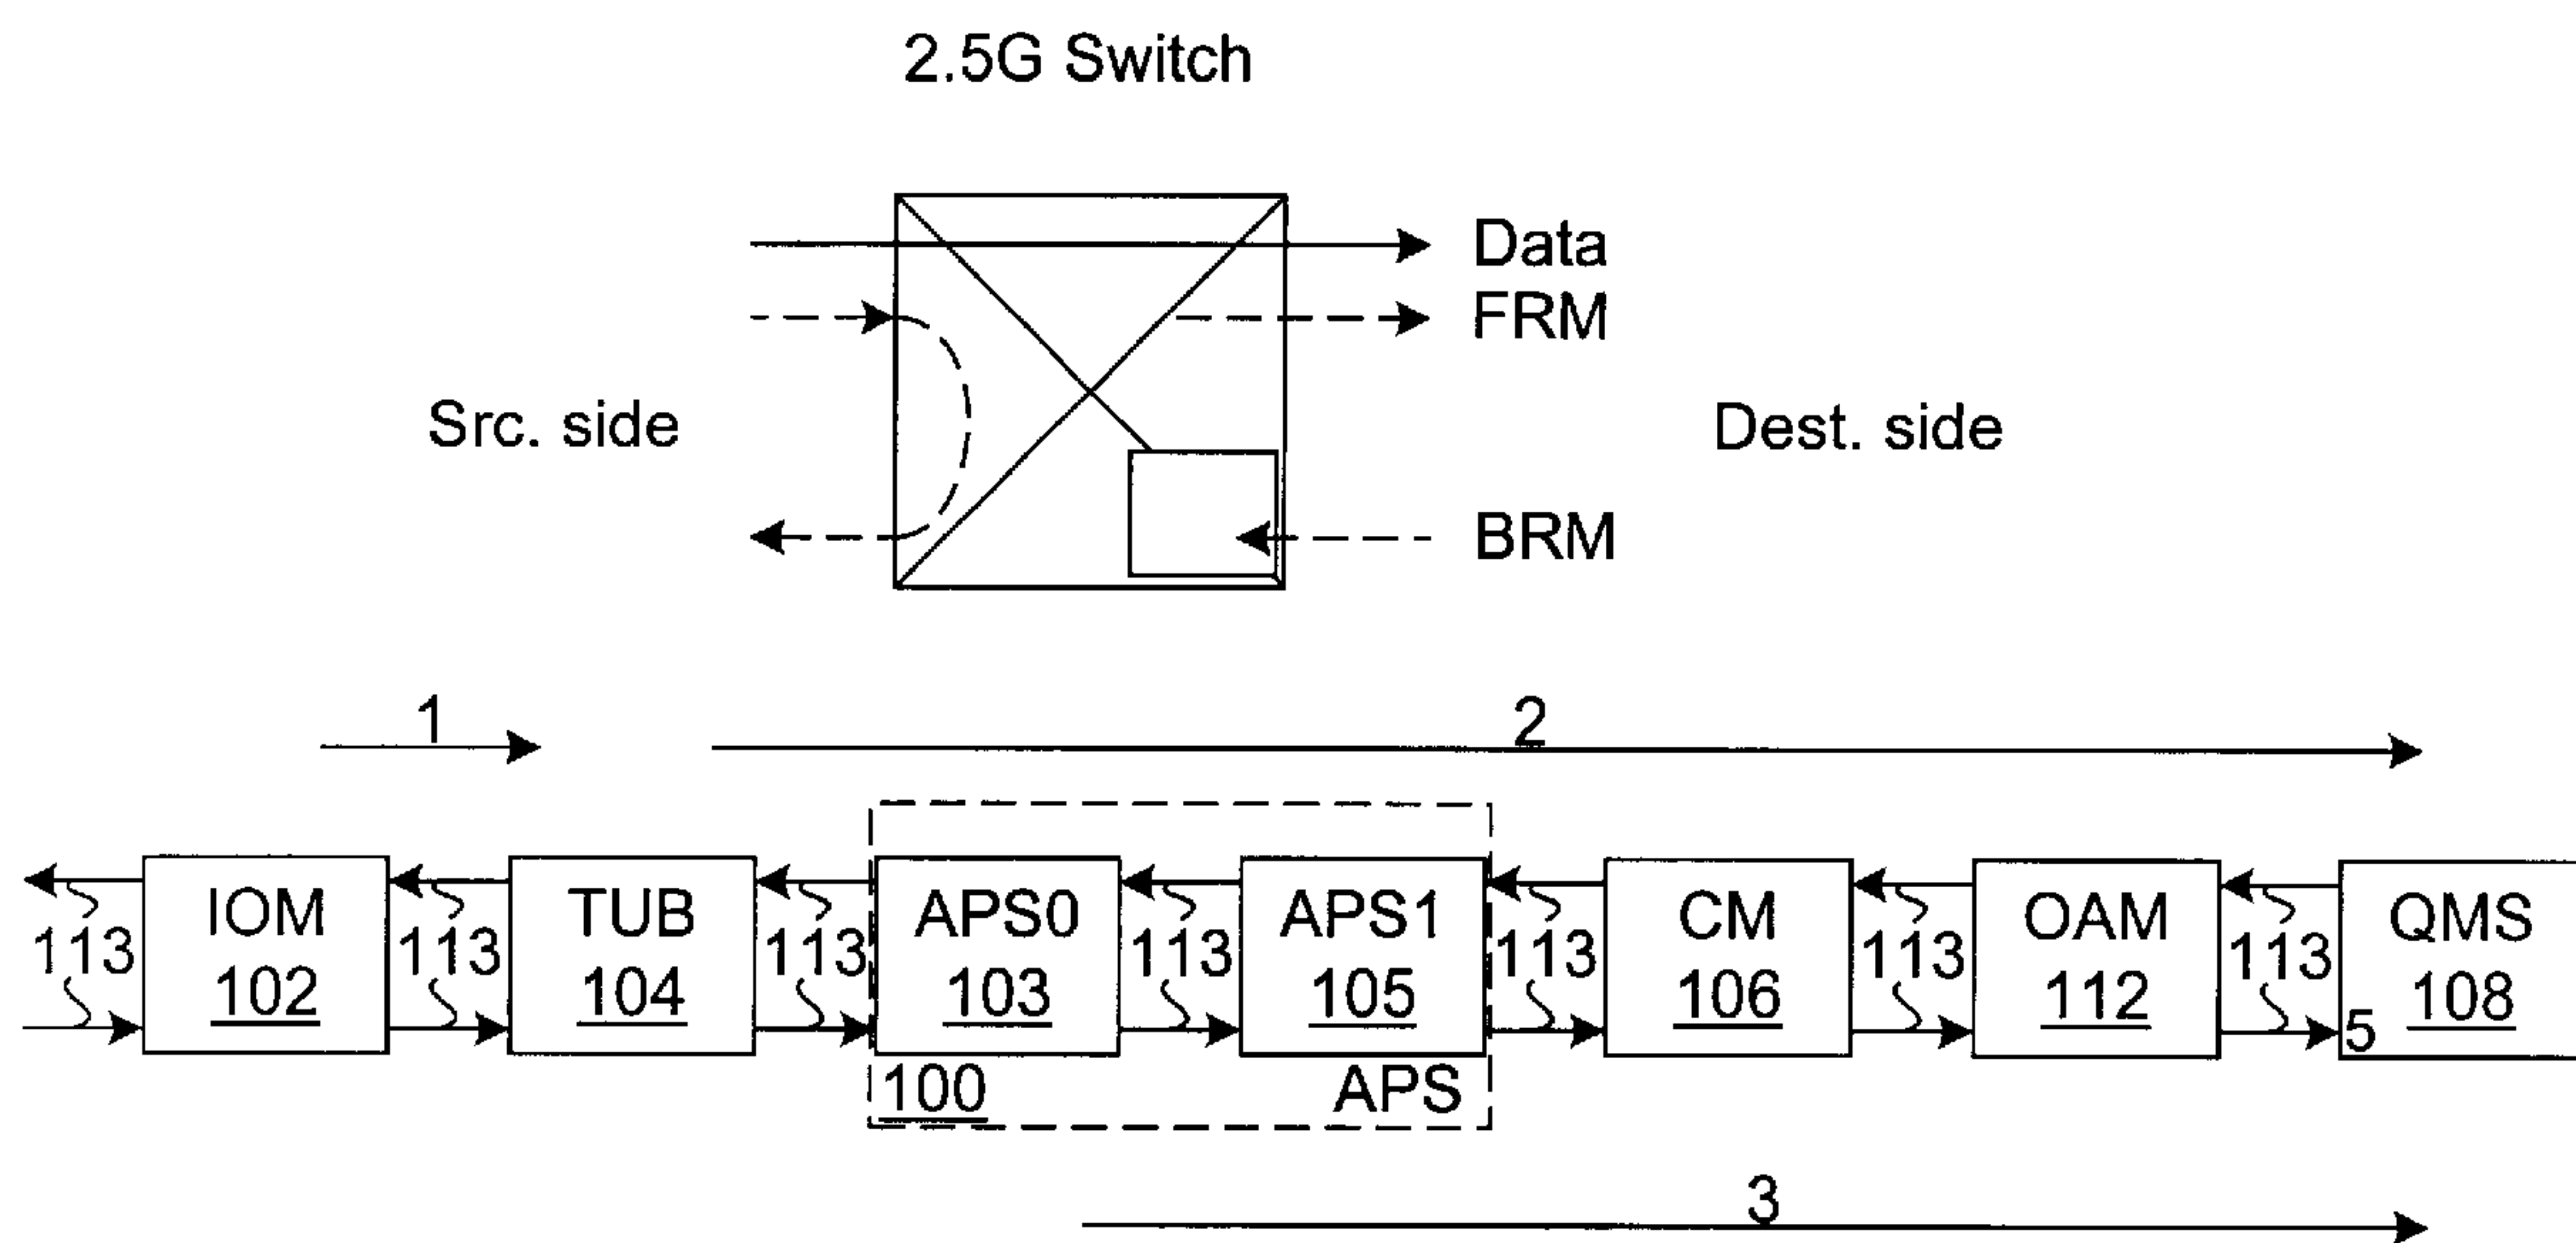 2.5G Switch
Data
FRM
Src. side
Dest. side
BRM
1
2
IOM
TUB
APS0
APS1
CM
OAM
QMS
113
113
113
113
113
113
113
102
104
103
105
106
112
5
108
100
APS
3